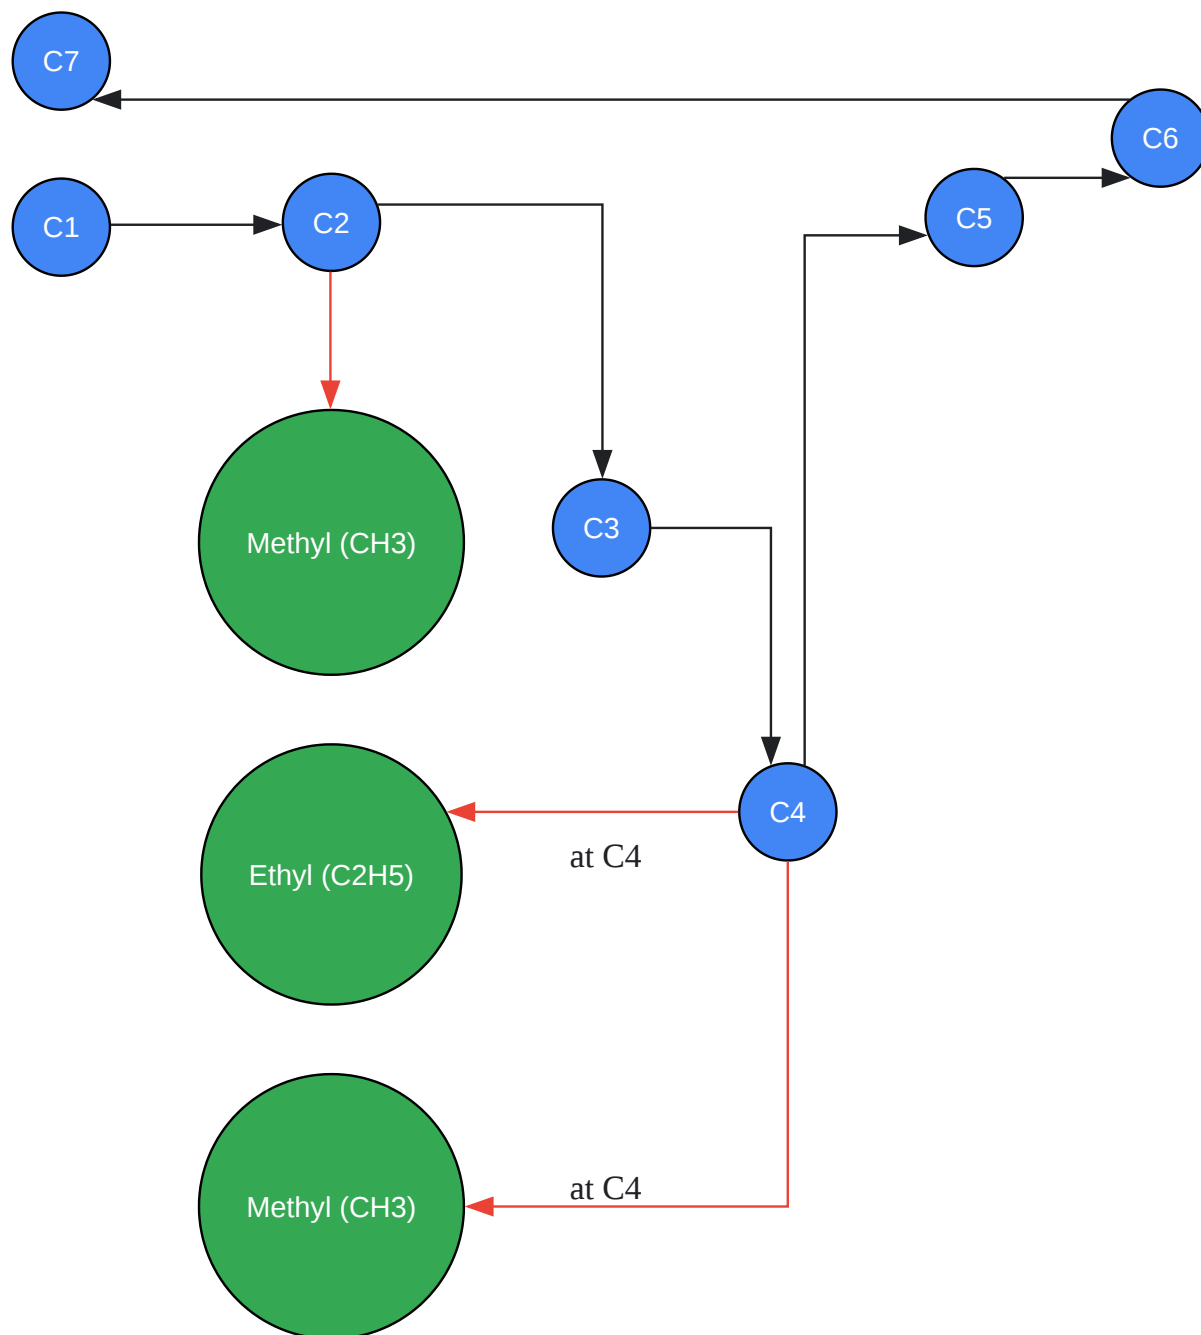 C7
C6
C1
C2
C5
Methyl (CH3)
C3
C4
Ethyl (C2H5)
at C4
Methyl (CH3)
at C4